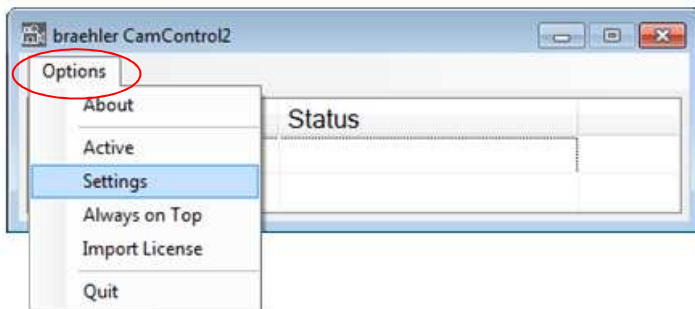 braehler CamControl2
Options
About
Status
Active
Settings
Always on Top
Import License
Quit